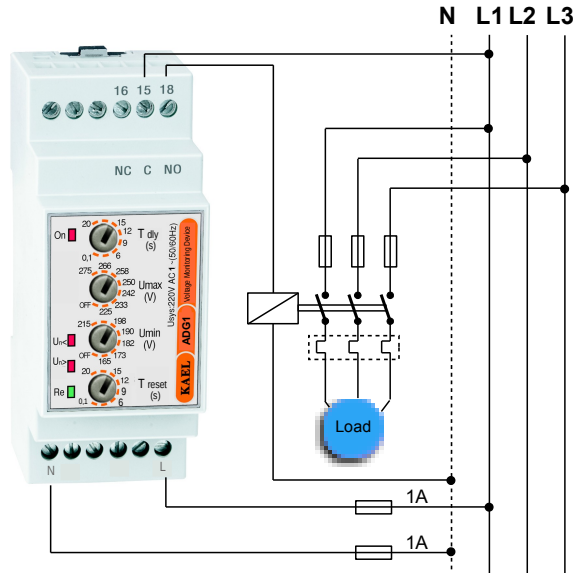 N L1 L2 L3
16 15 18
NC C NO
On
20 15 12 9 6 0,1
T dly
(s)
266 258 250 242 233 225 OFF 275
Umax
(V)
215 198 190 182 173 165 OFF
Umin
(V)
Un<
Un>
20 15 12 9 6 0,1
T reset
(s)
Re
Usys:220V AC1~(50/60Hz)
Voltage Monitoring Device
KAEL ADG1
N L
Load
1A
1A